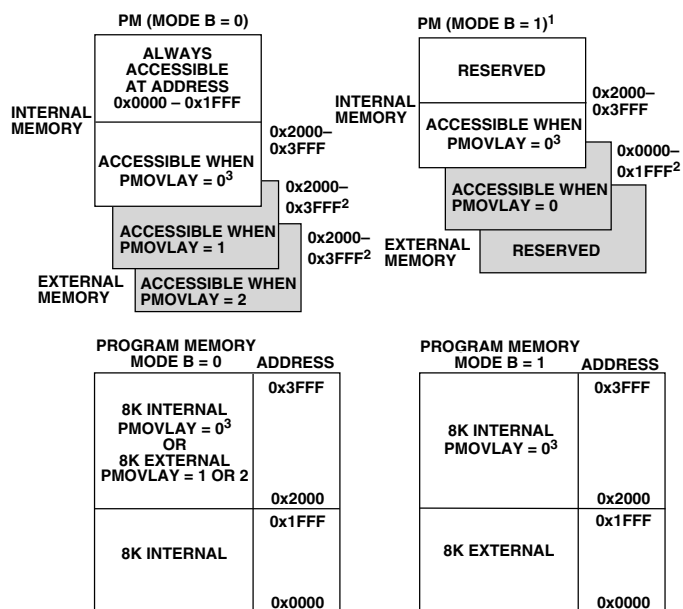 PM (MODE B = 0)
ALWAYS
ACCESSIBLE
AT ADDRESS
0x0000 – 0x1FFF
INTERNAL
MEMORY
0x2000–
0x3FFF
ACCESSIBLE WHEN
PMOVLAY = 0³
0x2000–
0x3FFF²
ACCESSIBLE WHEN
PMOVLAY = 1
0x2000–
0x3FFF²
EXTERNAL
MEMORY
ACCESSIBLE WHEN
PMOVLAY = 2
PM (MODE B = 1)¹
RESERVED
INTERNAL
MEMORY
0x2000–
0x3FFF
ACCESSIBLE WHEN
PMOVLAY = 0³
0x0000–
0x1FFF²
ACCESSIBLE WHEN
PMOVLAY = 0
EXTERNAL
MEMORY
RESERVED
PROGRAM MEMORY
MODE B = 0
ADDRESS
0x3FFF
8K INTERNAL
PMOVLAY = 0³
OR
8K EXTERNAL
PMOVLAY = 1 OR 2
0x2000
0x1FFF
8K INTERNAL
0x0000
PROGRAM MEMORY
MODE B = 1
ADDRESS
0x3FFF
8K INTERNAL
PMOVLAY = 0³
0x2000
0x1FFF
8K EXTERNAL
0x0000